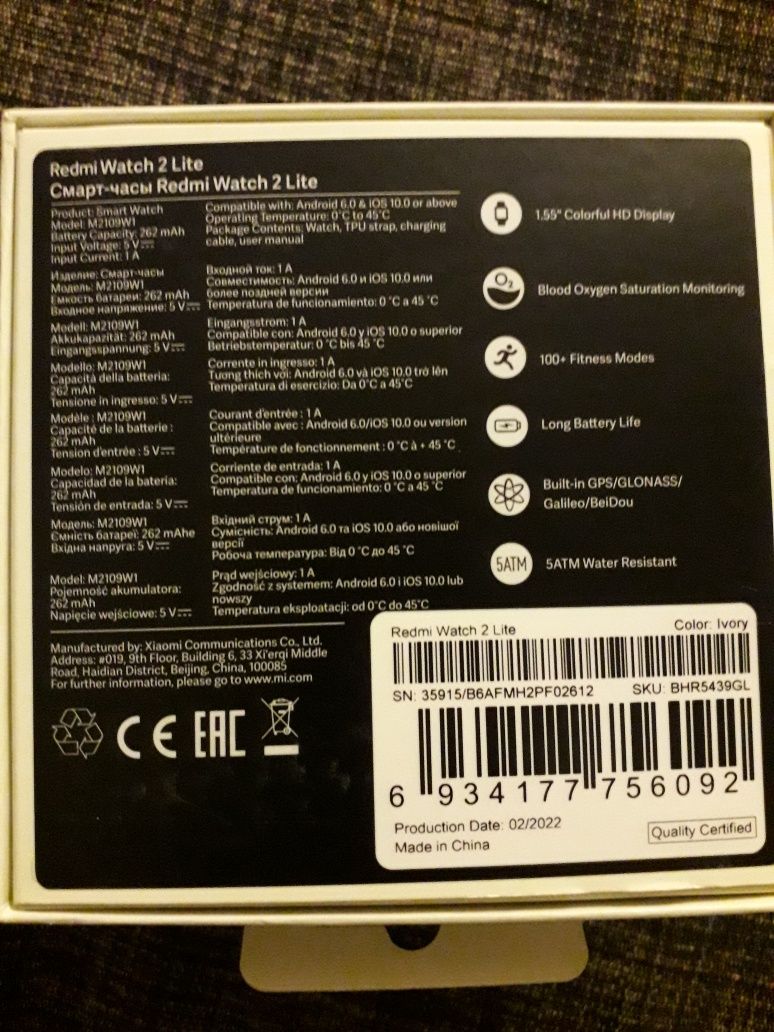 Redmi Watch 2 Lite
Смарт-часы Redmi Watch 2 Lite
Product: Smart Watch
Model: M2109W1
Battery Capacity: 262 mAh
Input Voltage: 5 V⎓
Input Current: 1 A
Compatible with: Android 6.0 & iOS 10.0 or above
Operating Temperature: 0°C to 45°C
Package Contents: Watch, TPU strap, charging
cable, user manual
Изделие: Смарт-часы
Модель: M2109W1
Емкость батареи: 262 mAh
Входное напряжение: 5 V⎓
Входной ток: 1 A
Совместимость: Android 6.0 и iOS 10.0 или
более поздней версии
Temperatura de funcionamiento: 0 °C a 45 °C
Modell: M2109W1
Akkukapazität: 262 mAh
Eingangsspannung: 5 V⎓
Eingangsstrom: 1 A
Compatible con: Android 6.0 y iOS 10.0 o superior
Betriebstemperatur: 0 °C bis 45 °C
Modello: M2109W1
Capacità della batteria:
262 mAh
Tensione in ingresso: 5 V⎓
Corrente in ingresso: 1 A
Tương thích với: Android 6.0 và iOS 10.0 trở lên
Temperatura di esercizio: Da 0°C a 45°C
Modèle : M2109W1
Capacité de la batterie :
262 mAh
Tension d'entrée : 5 V⎓
Courant d'entrée : 1 A
Compatible avec : Android 6.0/iOS 10.0 ou version
ultérieure
Température de fonctionnement : 0 °C à + 45 °C
Modelo: M2109W1
Capacidad de la batería:
262 mAh
Tensión de entrada: 5 V⎓
Corriente de entrada: 1 A
Compatible con: Android 6.0 y iOS 10.0 o superior
Temperatura de funcionamiento: 0 °C a 45 °C
Модель: M2109W1
Ємність батареї: 262 mAhe
Вхідна напруга: 5 V⎓
Вхідний струм: 1 A
Сумісність: Android 6.0 та iOS 10.0 або новішої
версії
Робоча температура: Від 0 °C до 45 °C
Model: M2109W1
Pojemność akumulatora:
262 mAh
Napięcie wejściowe: 5 V⎓
Prąd wejściowy: 1 A
Zgodność z systemem: Android 6.0 i iOS 10.0 lub
nowszy
Temperatura eksploatacji: od 0°C do 45°C
Manufactured by: Xiaomi Communications Co., Ltd.
Address: #019, 9th Floor, Building 6, 33 Xi'erqi Middle
Road, Haidian District, Beijing, China, 100085
For further information, please go to www.mi.com
CE EAC
1.55" Colorful HD Display
O₂
Blood Oxygen Saturation Monitoring
100+ Fitness Modes
Long Battery Life
Built-in GPS/GLONASS/
Galileo/BeiDou
5ATM
5ATM Water Resistant
Redmi Watch 2 Lite
Color: Ivory
SN: 35915/B6AFMH2PF02612
SKU: BHR5439GL
6 934177 756092
Production Date: 02/2022
Made in China
Quality Certified